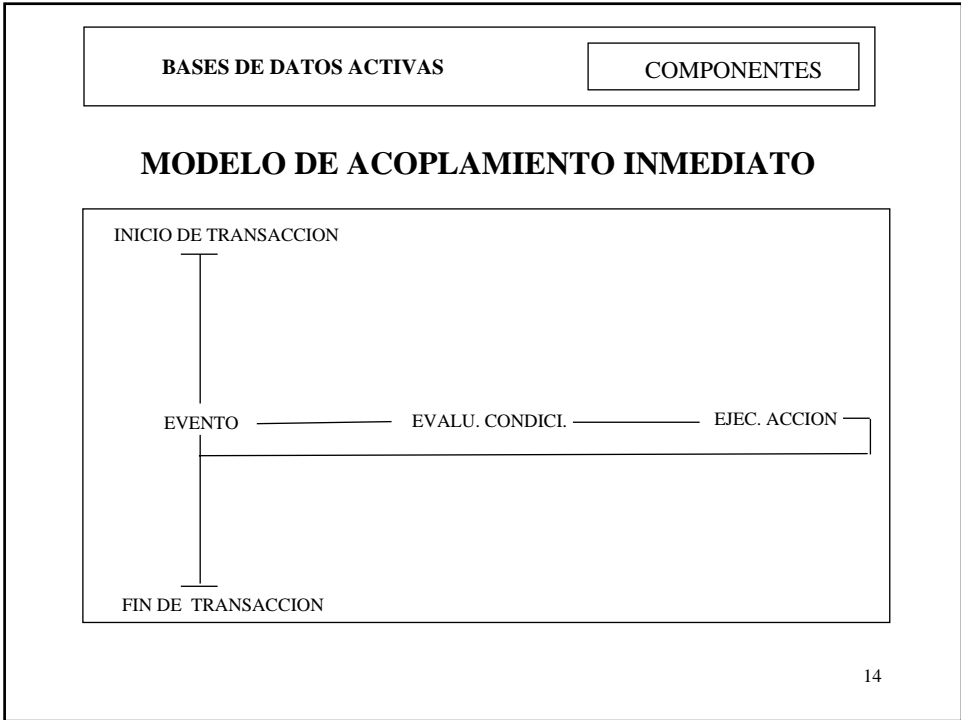 BASES DE DATOS ACTIVAS
COMPONENTES
MODELO DE ACOPLAMIENTO INMEDIATO
INICIO DE TRANSACCION
EVENTO
EVALU. CONDICI.
EJEC. ACCION
FIN DE TRANSACCION
14